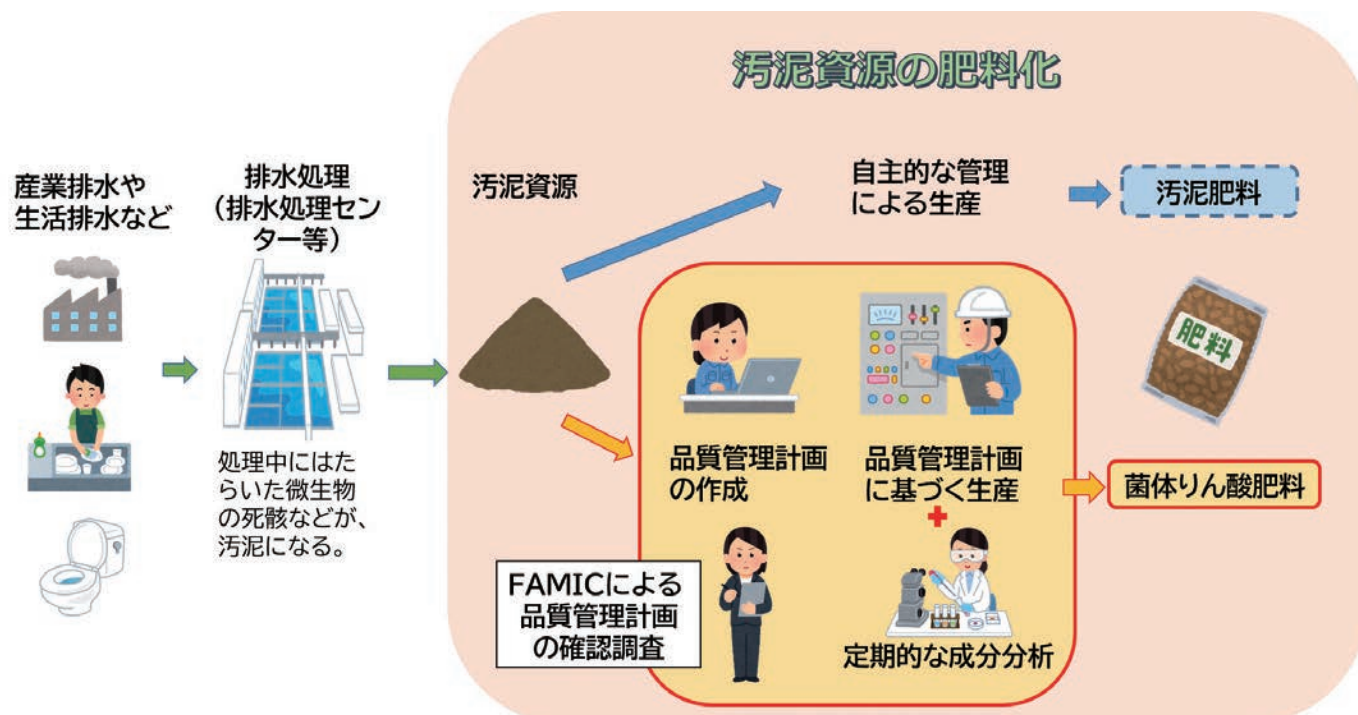 汚泥資源の肥料化
産業排水や
生活排水など
排水処理
（排水処理セン
ター等）
処理中にはた
らいた微生物
の死骸などが、
汚泥になる。
汚泥資源
自主的な管理
による生産
汚泥肥料
肥料
品質管理計画
の作成
品質管理計画
に基づく生産
+
定期的な成分分析
FAMICによる
品質管理計画
の確認調査
菌体りん酸肥料